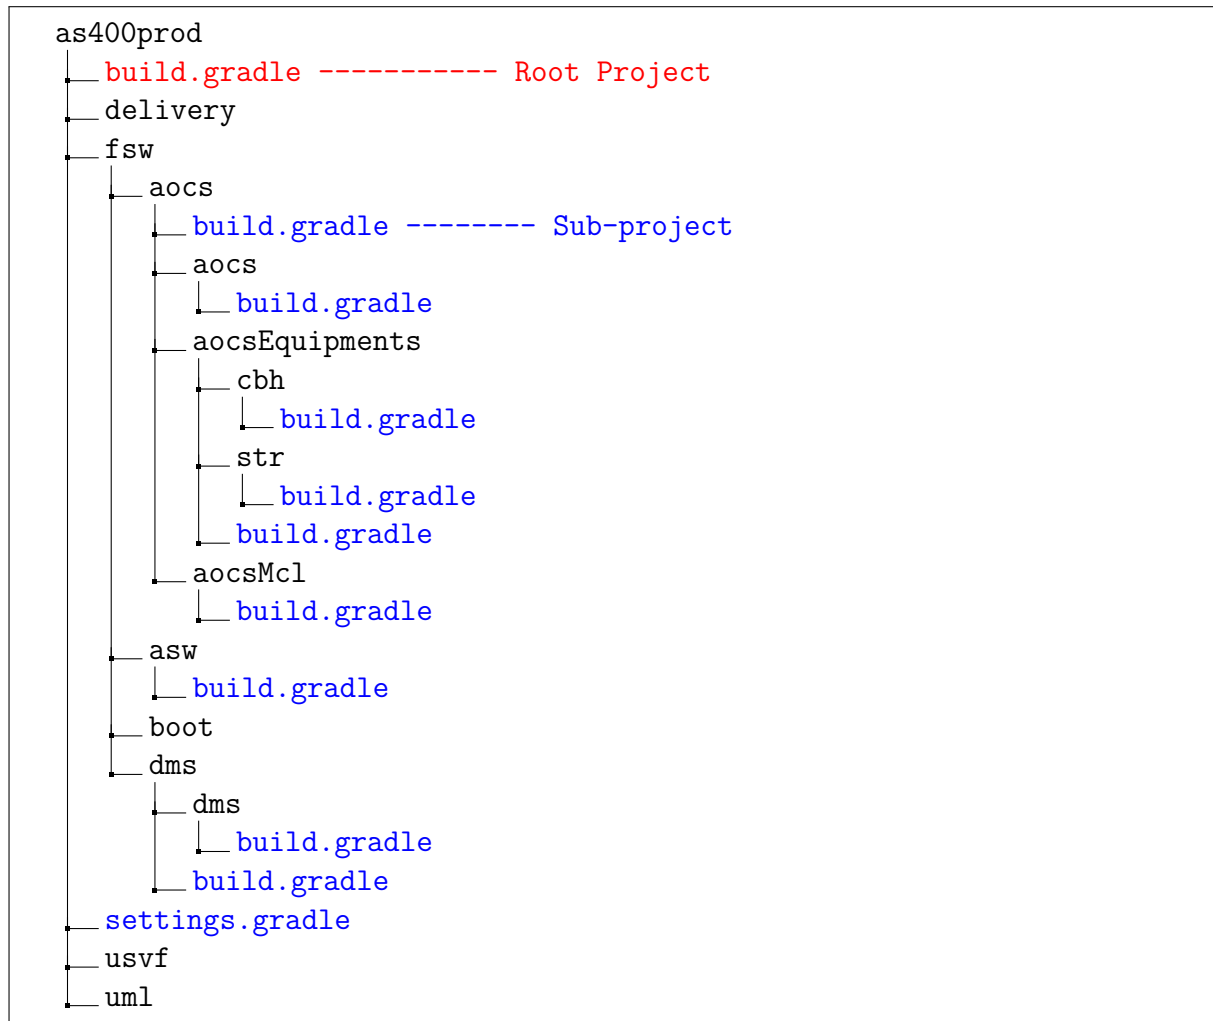 as400prod
build.gradle ----------- Root Project
delivery
fsw
aocs
build.gradle -------- Sub-project
aocs
build.gradle
aocsEquipments
cbh
build.gradle
str
build.gradle
build.gradle
aocsMcl
build.gradle
asw
build.gradle
boot
dms
dms
build.gradle
build.gradle
settings.gradle
usvf
uml